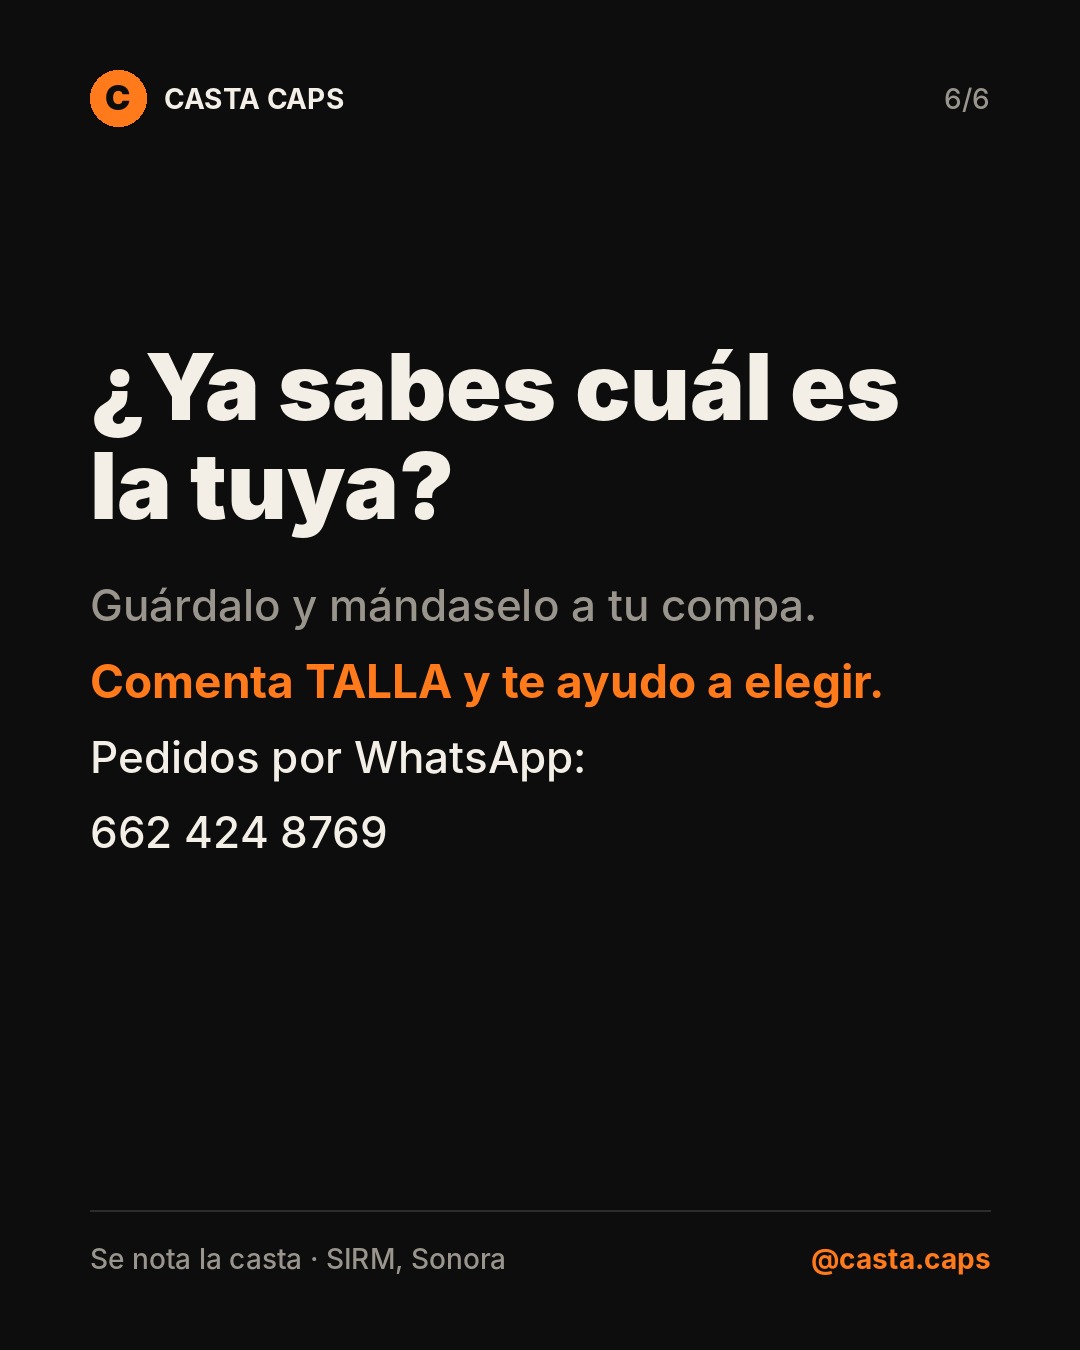 C CASTA CAPS 6/6
¿Ya sabes cuál es
la tuya?
Guárdalo y mándaselo a tu compa.
Comenta TALLA y te ayudo a elegir.
Pedidos por WhatsApp:
662 424 8769
Se nota la casta · SIRM, Sonora @casta.caps